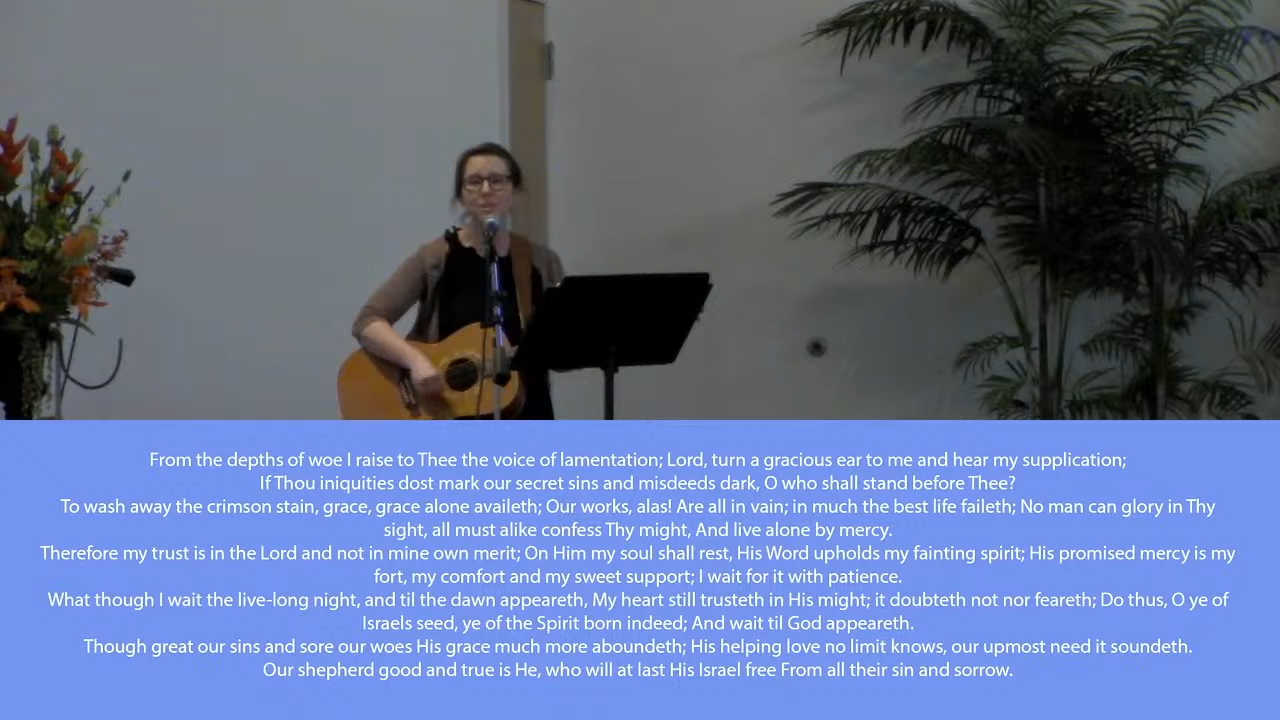 From the depths of woe I raise to Thee the voice of lamentation; Lord, turn a gracious ear to me and hear my supplication;
If Thou iniquities dost mark our secret sins and misdeeds dark, O who shall stand before Thee?
To wash away the crimson stain, grace, grace alone availeth; Our works, alas! Are all in vain; in much the best life faileth; No man can glory in Thy
sight, all must alike confess Thy might, And live alone by mercy.
Therefore my trust is in the Lord and not in mine own merit; On Him my soul shall rest, His Word upholds my fainting spirit; His promised mercy is my
fort, my comfort and my sweet support; I wait for it with patience.
What though I wait the live-long night, and til the dawn appeareth, My heart still trusteth in His might; it doubteth not nor feareth; Do thus, O ye of
Israels seed, ye of the Spirit born indeed; And wait til God appeareth.
Though great our sins and sore our woes His grace much more aboundeth; His helping love no limit knows, our upmost need it soundeth.
Our shepherd good and true is He, who will at last His Israel free From all their sin and sorrow.